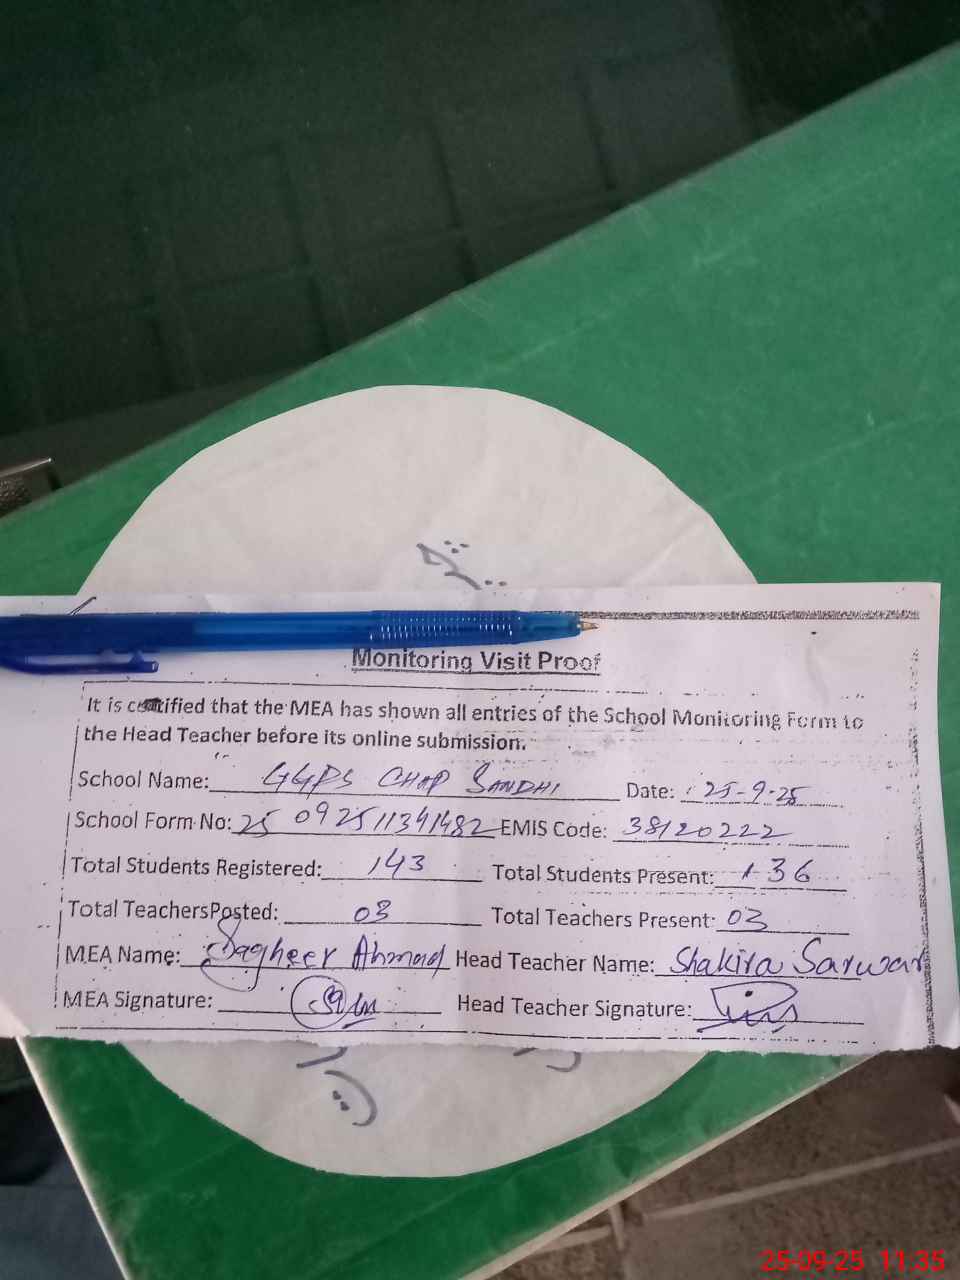 Monitoring Visit Proof
It is certified that the MEA has shown all entries of the School Monitoring Form to
the Head Teacher before its online submission.
School Name: GGPS CHAP SANDHI Date: 25-9-25
School Form No: 25 092511341482 EMIS Code: 38120222
Total Students Registered: 143 Total Students Present: 136
Total TeachersPosted: 03 Total Teachers Present: 03
MEA Name: Sagheer Ahmad Head Teacher Name: Shakira Sarwar
MEA Signature: Head Teacher Signature:
25-09-25 11:35